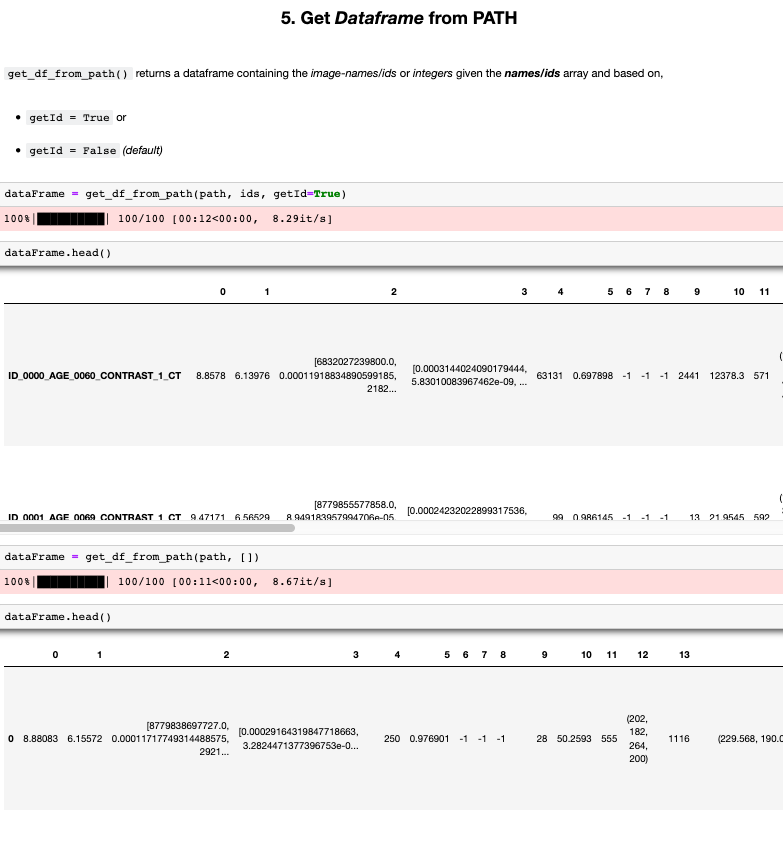 5. Get Dataframe from PATH
get_df_from_path() returns a dataframe containing the image-names/ids or integers given the names/ids array and based on,
• getId = True or
• getId = False (default)
dataFrame = get_df_from_path(path, ids, getId=True)
100%|██████████| 100/100 [00:12<00:00,  8.29it/s]
dataFrame.head()
0 1 2 3 4 5 6 7 8 9 10 11
[6832027239800.0,
[0.0003144024090179444,
ID_0000_AGE_0060_CONTRAST_1_CT 8.8578 6.13976 0.00011918834890599185, 5.83010083967462e-09, ... 63131 0.697898 -1 -1 -1 2441 12378.3 571
2182...
[8779855577858.0,
[0.00024232022899317536,
ID_0001_AGE_0069_CONTRAST_1_CT 9.47171 6.56529 8.949183957994706e-05, 99 0.986145 -1 -1 -1 13 21.9545 592
dataFrame = get_df_from_path(path, [])
100%|██████████| 100/100 [00:11<00:00,  8.67it/s]
dataFrame.head()
0 1 2 3 4 5 6 7 8 9 10 11 12 13
(202,
[8779838697727.0,
[0.00029164319847718663,
182,
0 8.88083 6.15572 0.00011717749314488575, 3.2824471377396753e-0... 250 0.976901 -1 -1 -1 28 50.2593 555 264, 1116 (229.568, 190.0
2921...
200)